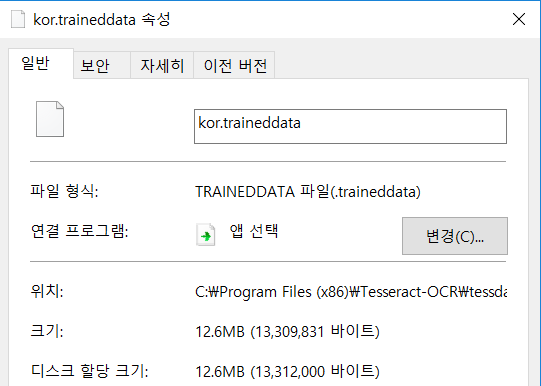 kor.traineddata 속성
일반 보안 자세히 이전 버전
kor.traineddata
파일 형식: TRAINEDDATA 파일(.traineddata)
연결 프로그램: 앱 선택 변경(C)...
위치: C:₩Program Files (x86)₩Tesseract-OCR₩tessda
크기: 12.6MB (13,309,831 바이트)
디스크 할당 크기: 12.6MB (13,312,000 바이트)